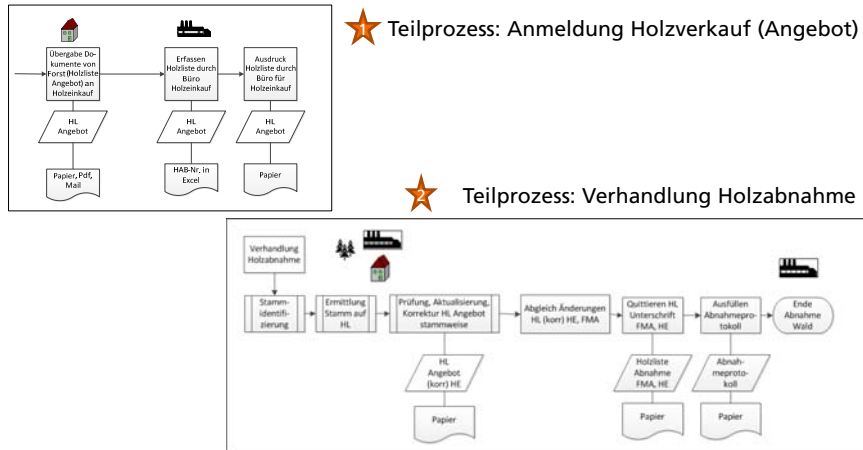 1 Teilprozess: Anmeldung Holzverkauf (Angebot)
Übergabe Do-
kumente von
Forst (Holzliste
Angebot) an
Holzeinkauf
Erfassen
Holzliste durch
Büro
Holzeinkauf
Ausdruck
Holzliste durch
Büro für
Holzeinkauf
HL
Angebot
HL
Angebot
HL
Angebot
Papier, Pdf,
Mail
HAB-Nr. in
Excel
Papier
2 Teilprozess: Verhandlung Holzabnahme
Verhandlung
Holzabnahme
Stamm-
identifi-
zierung
Ermittlung
Stamm auf
HL
Prüfung, Aktualisierung,
Korrektur HL Angebot
stammweise
Abgleich Änderungen
HL (korr) HE, FMA
Quittieren HL
Unterschrift
FMA, HE
Ausfüllen
Abnahmepro-
tokoll
Ende
Abnahme
Wald
HL
Angebot
(korr) HE
Holzliste
Abnahme
FMA, HE
Abnah-
meproto-
koll
Papier
Papier
Papier